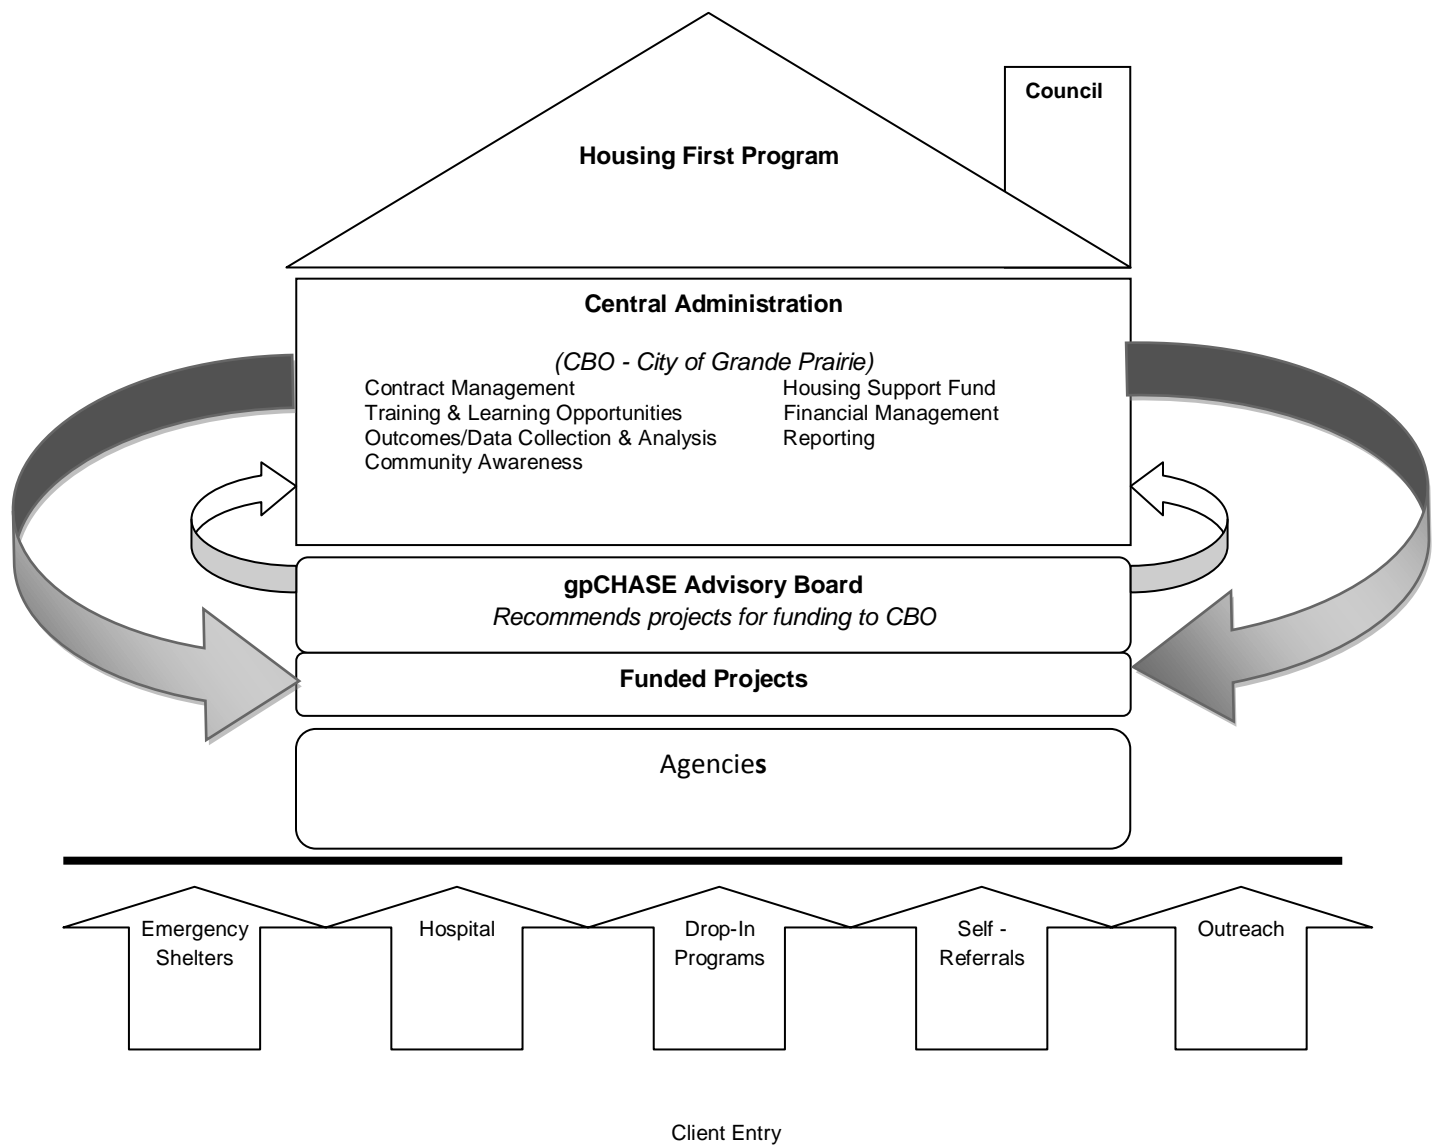 Council
Housing First Program
Central Administration
(CBO - City of Grande Prairie)
Contract Management
Housing Support Fund
Training & Learning Opportunities
Financial Management
Outcomes/Data Collection & Analysis
Reporting
Community Awareness
gpCHASE Advisory Board
Recommends projects for funding to CBO
Funded Projects
Agencies
Emergency
Shelters
Hospital
Drop-In
Programs
Self -
Referrals
Outreach
Client Entry